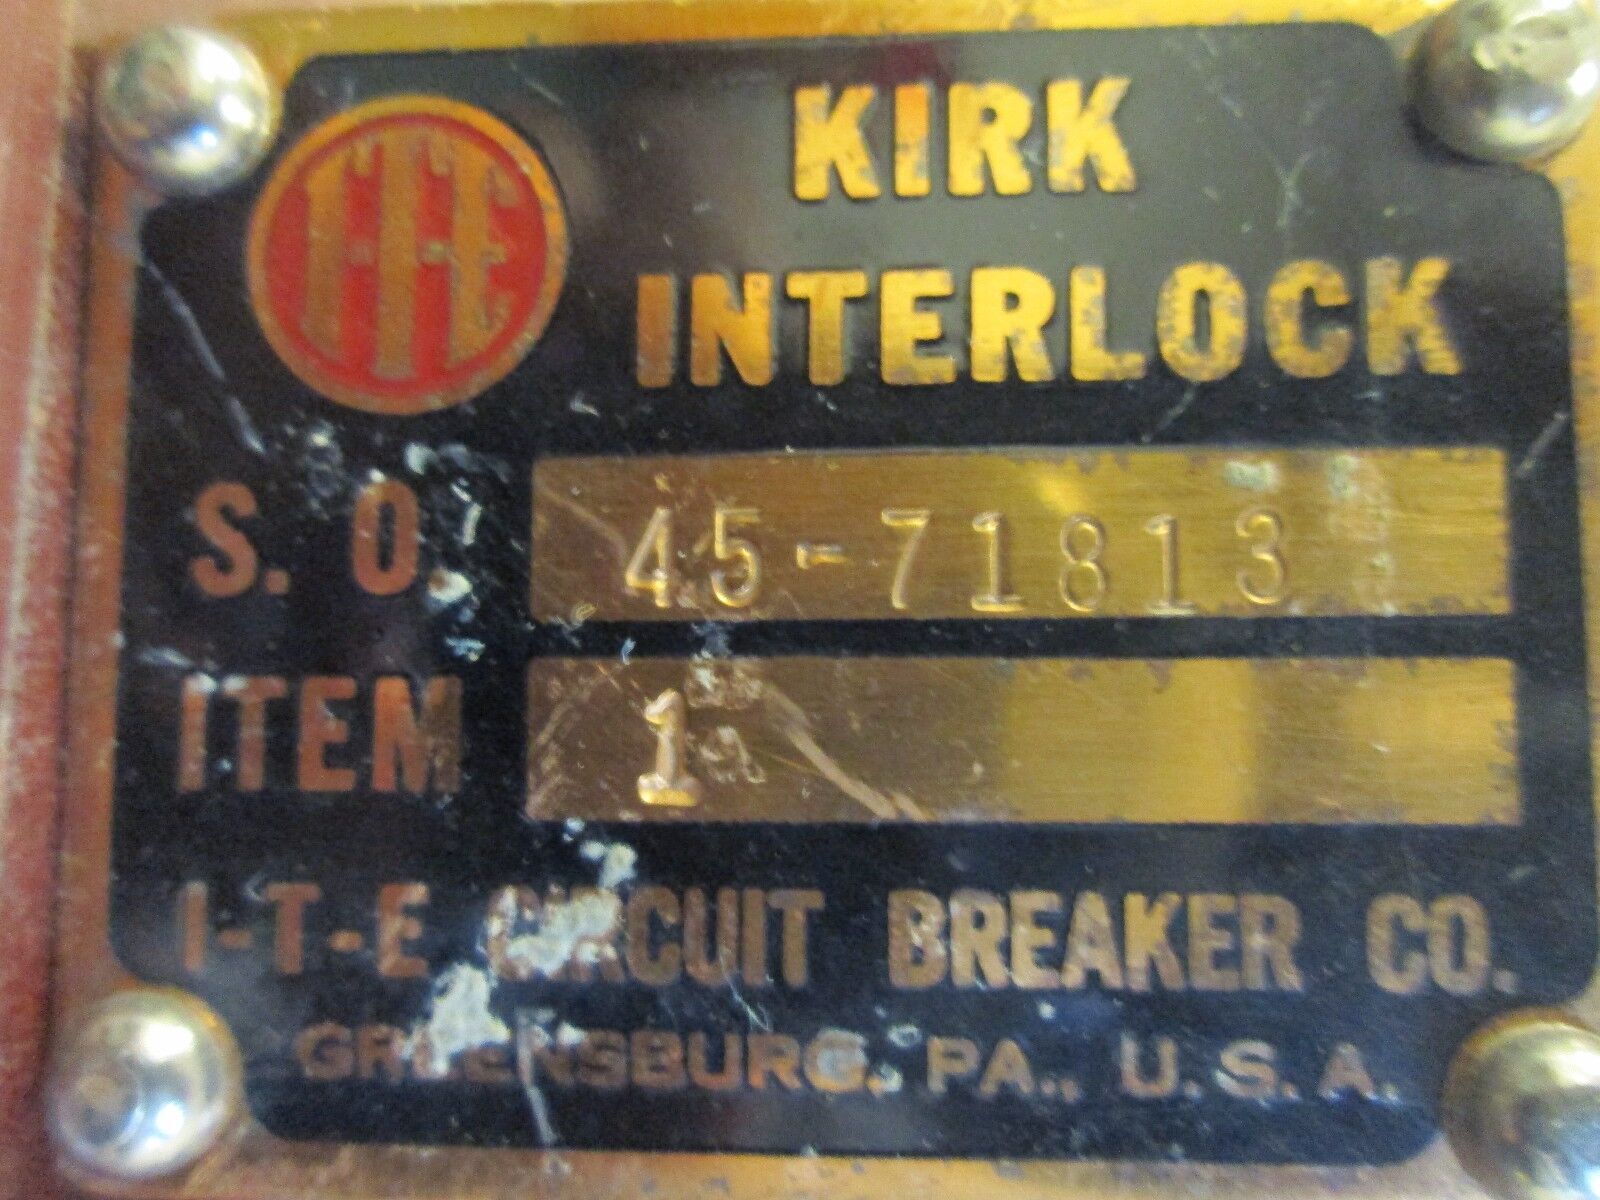 I-T-E
KIRK
INTERLOCK
S. O. 45-71813
ITEM 1
I-T-E CIRCUIT BREAKER CO.
GREENSBURG, PA., U.S.A.